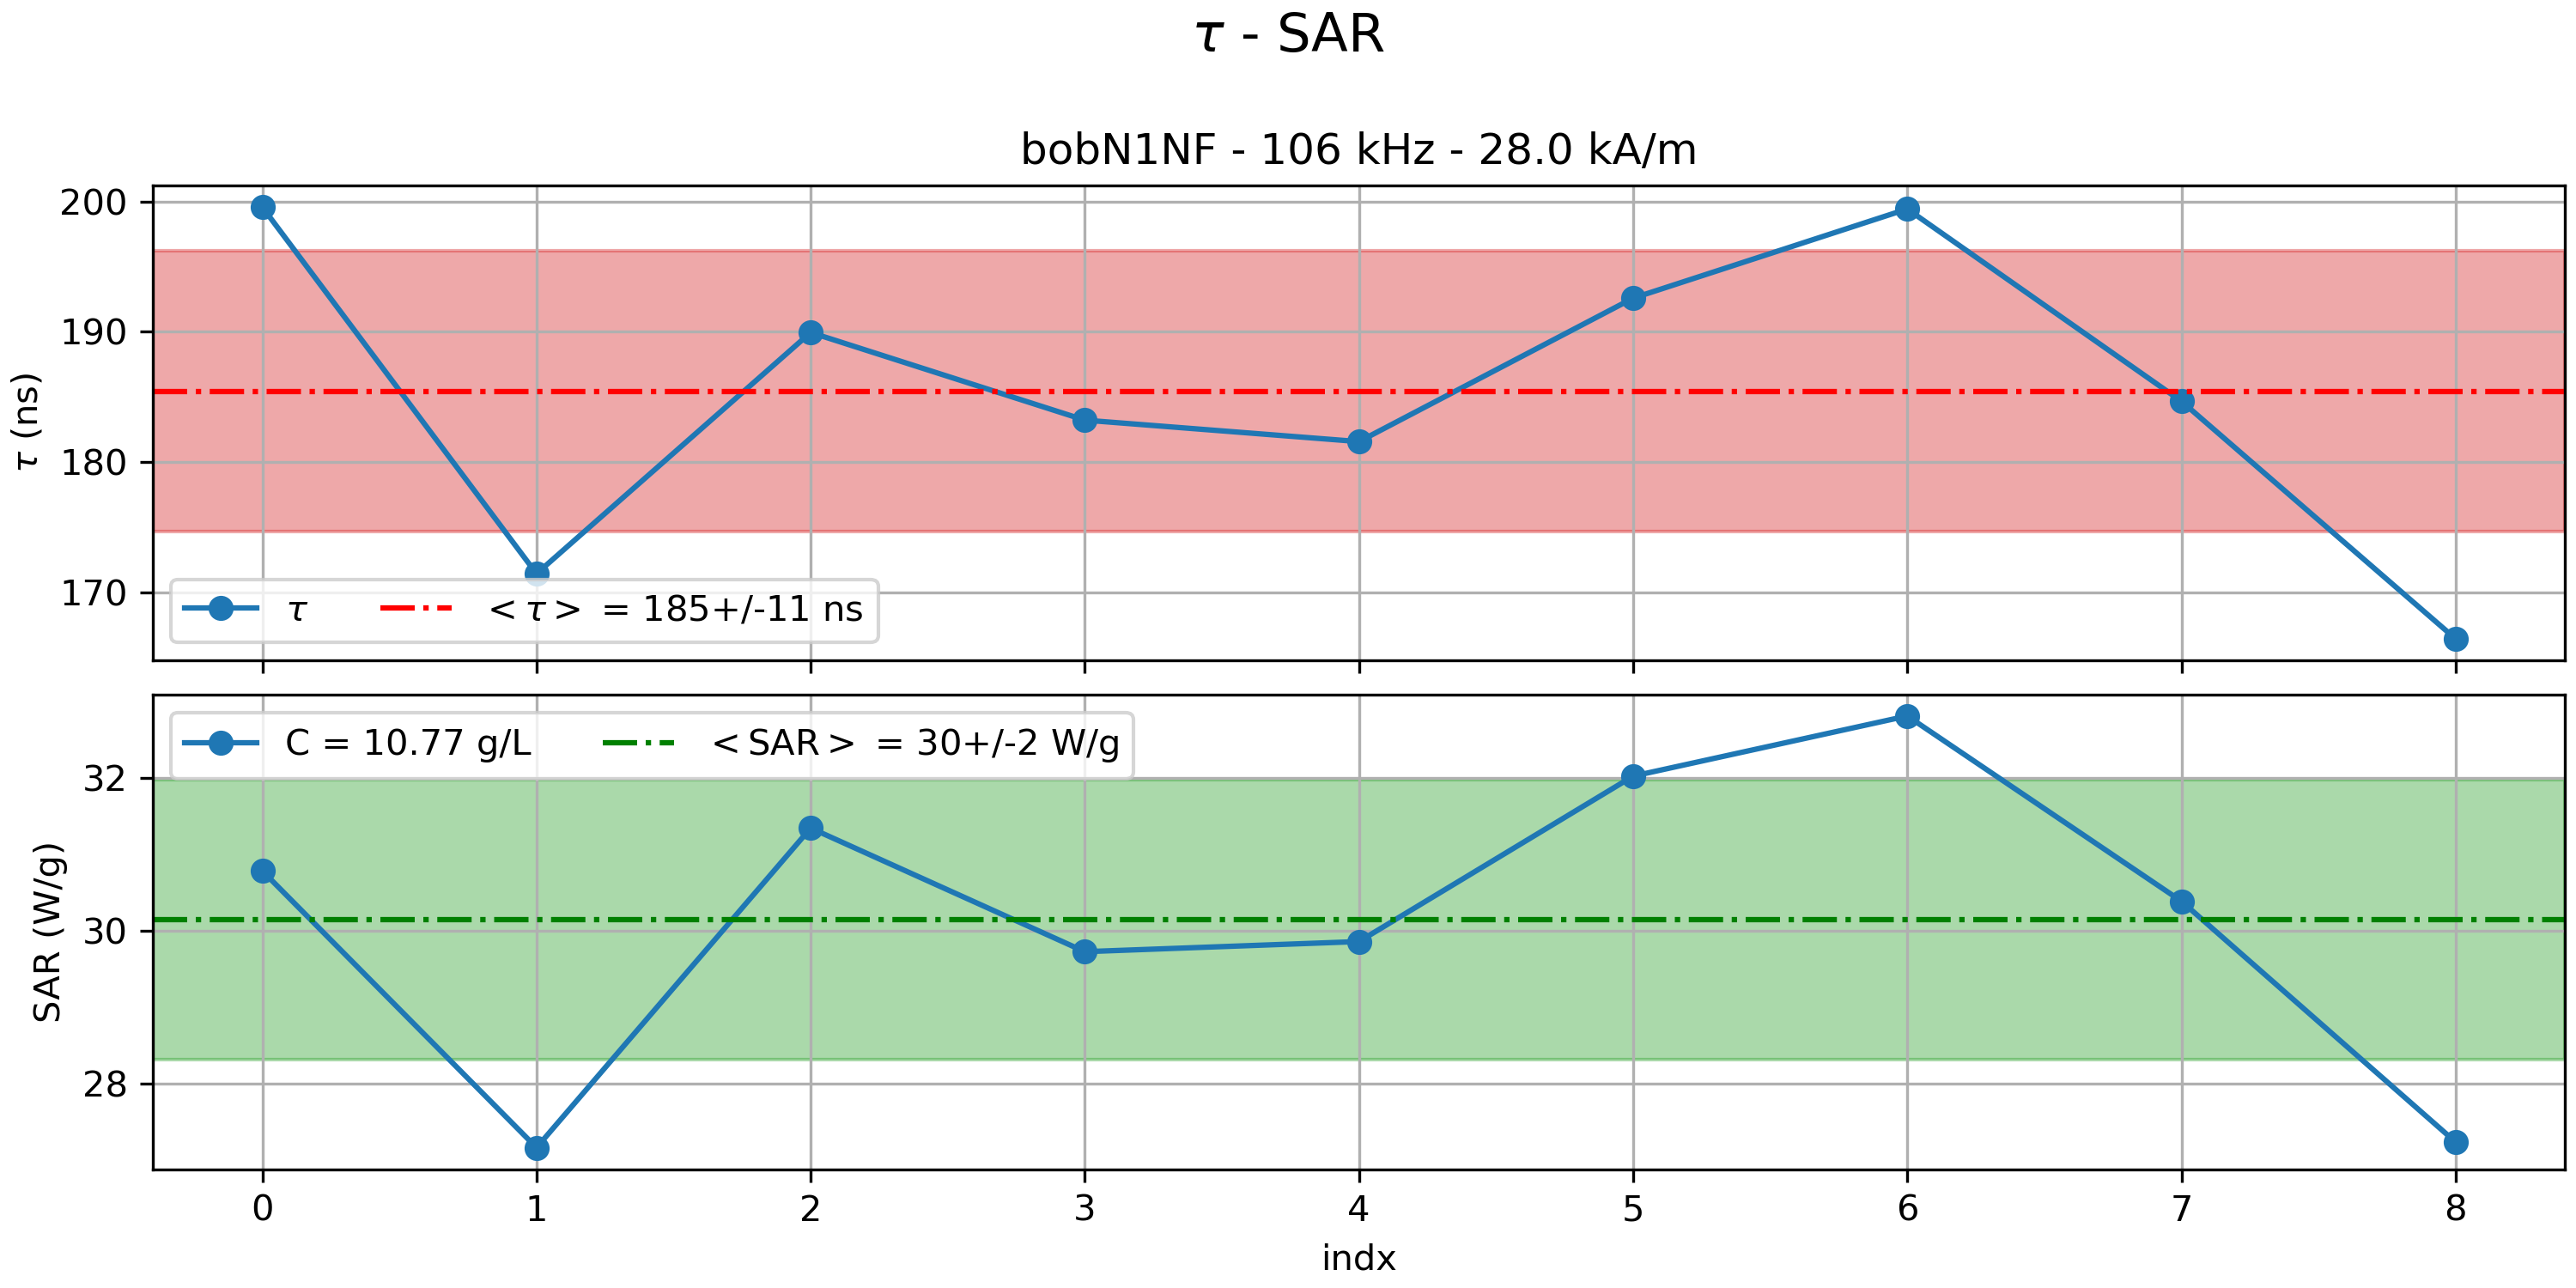 τ - SAR
bobN1NF - 106 kHz - 28.0 kA/m
200
190
180
170
τ (ns)
τ <τ> = 185+/-11 ns
C = 10.77 g/L <SAR> = 30+/-2 W/g
32
30
28
SAR (W/g)
0 1 2 3 4 5 6 7 8
indx